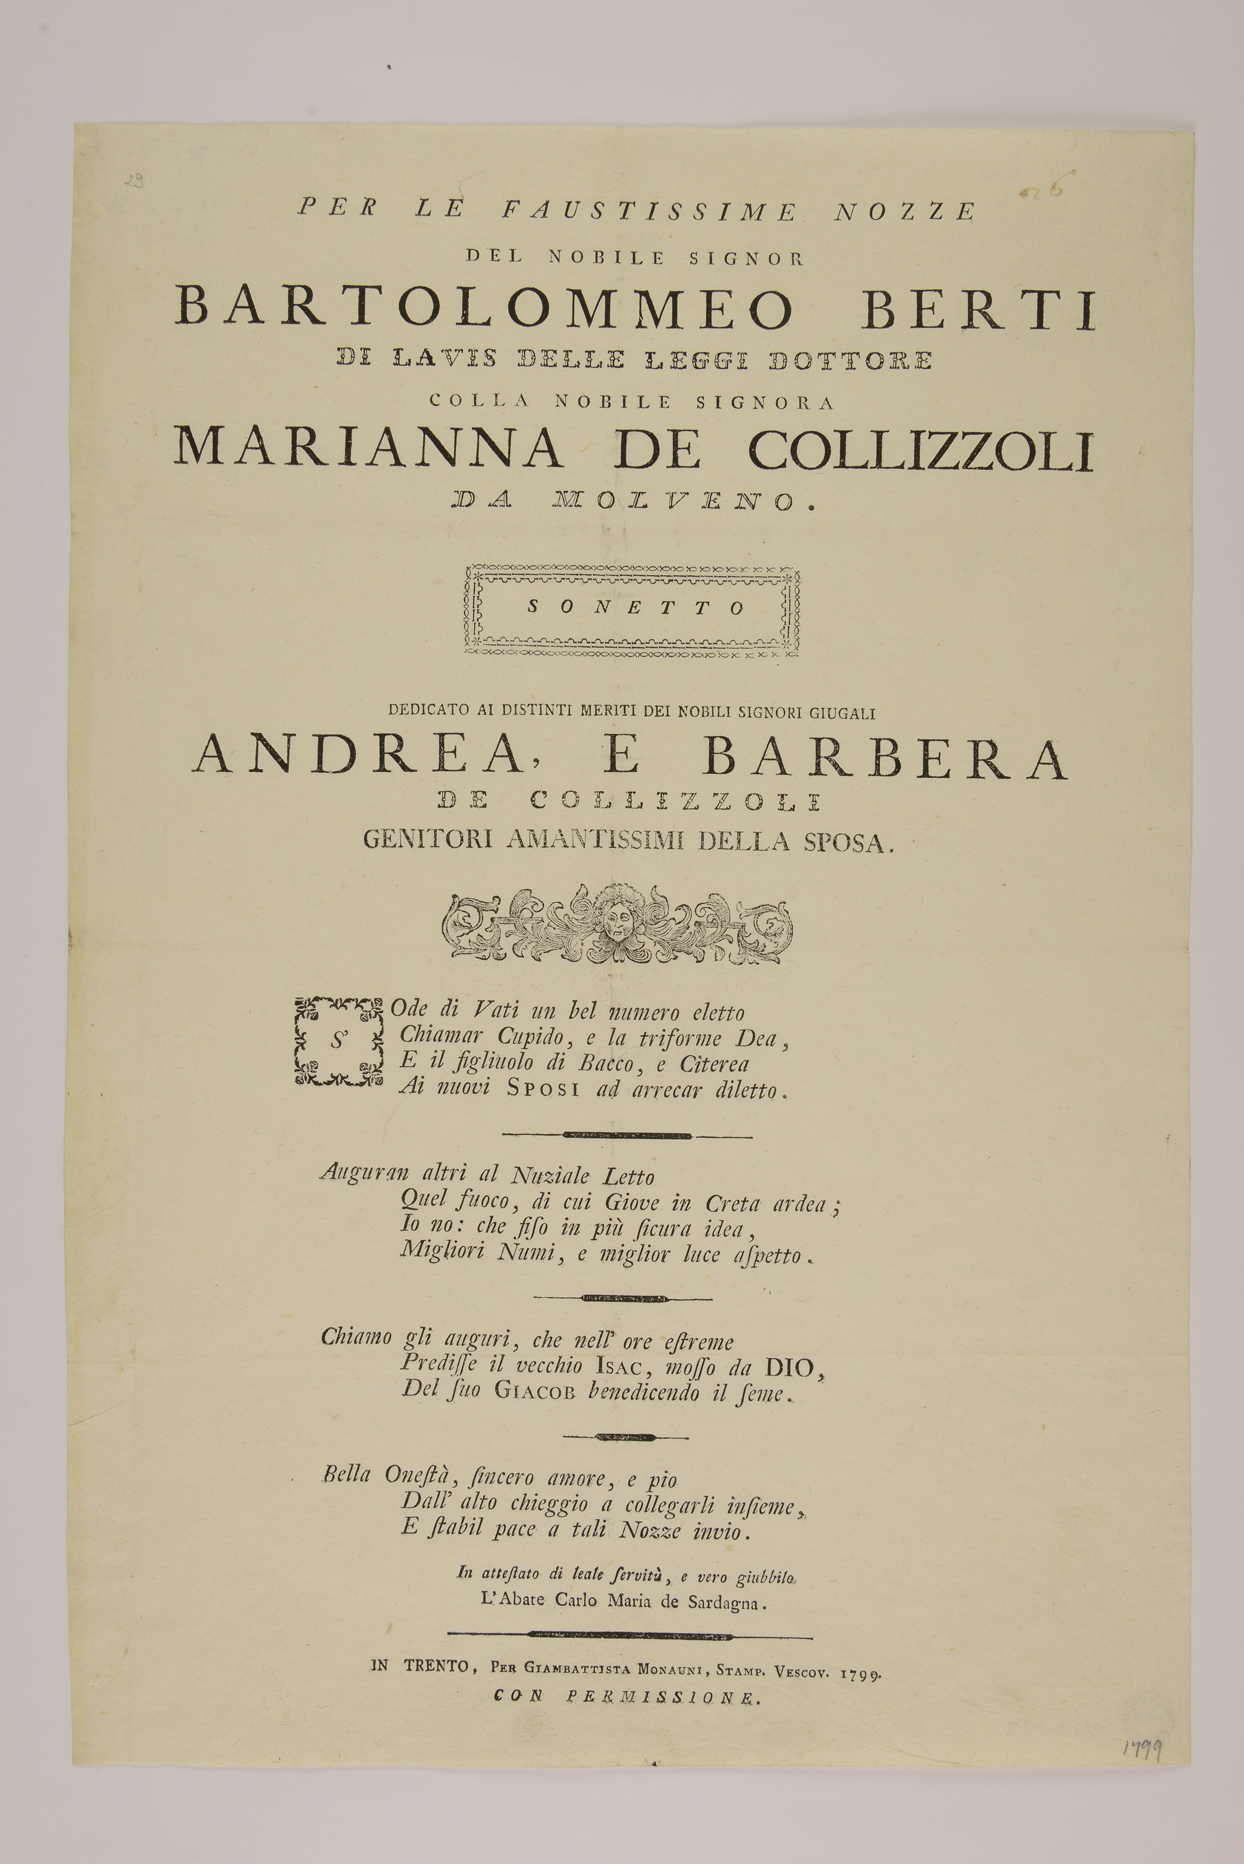 29
26
PER LE FAUSTISSIME NOZZE
DEL NOBILE SIGNOR
BARTOLOMMEO BERTI
DI LAVIS DELLE LEGGI DOTTORE
COLLA NOBILE SIGNORA
MARIANNA DE COLLIZZOLI
DA MOLVENO.
SONETTO
DEDICATO AI DISTINTI MERITI DEI NOBILI SIGNORI GIUGALI
ANDREA, E BARBERA
DE COLLIZZOLI
GENITORI AMANTISSIMI DELLA SPOSA.
S'Ode di Vati un bel numero eletto
Chiamar Cupido, e la triforme Dea,
E il figliuolo di Bacco, e Citerea
Ai nuovi SPOSI ad arrecar diletto.
Auguran altri al Nuziale Letto
Quel fuoco, di cui Giove in Creta ardea;
Io no: che fiſo in più ſicura idea,
Migliori Numi, e miglior luce aſpetto.
Chiamo gli auguri, che nell' ore eſtreme
Prediſſe il vecchio ISAC, moſſo da DIO,
Del ſuo GIACOB benedicendo il ſeme.
Bella Oneſtà, ſincero amore, e pio
Dall' alto chieggio a collegarli inſieme,
E ſtabil pace a tali Nozze invio.
In atteſtato di leale ſervitù, e vero giubbilo
L'Abate Carlo Maria de Sardagna.
IN TRENTO, PER GIAMBATTISTA MONAUNI, STAMP. VESCOV. 1799.
CON PERMISSIONE.
1799